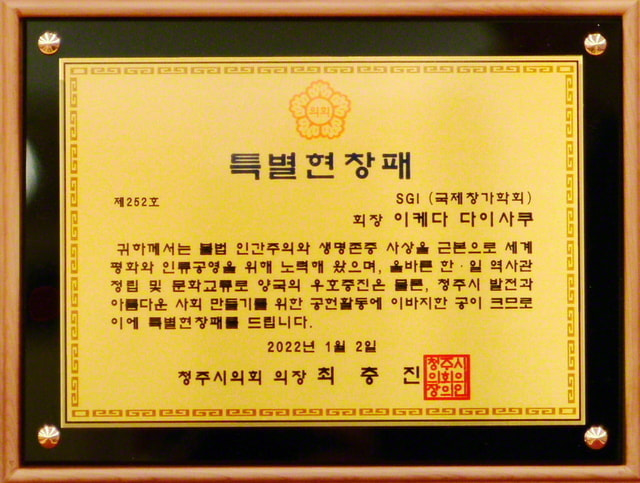 의회
특별현창패
제252호
SGI (국제창가학회)
회장 이케다 다이사쿠
귀하께서는 불법 인간주의와 생명존중 사상을 근본으로 세계
평화와 인류공영을 위해 노력해 왔으며, 올바른 한·일 역사관
정립 및 문화교류로 양국의 우호증진은 물론, 청주시 발전과
아름다운 사회 만들기를 위한 공헌활동에 이바지한 공이 크므로
이에 특별현창패를 드립니다.
2022년 1월 2일
청주시의회 의장 최 충 진
청주시
의회의
장의인